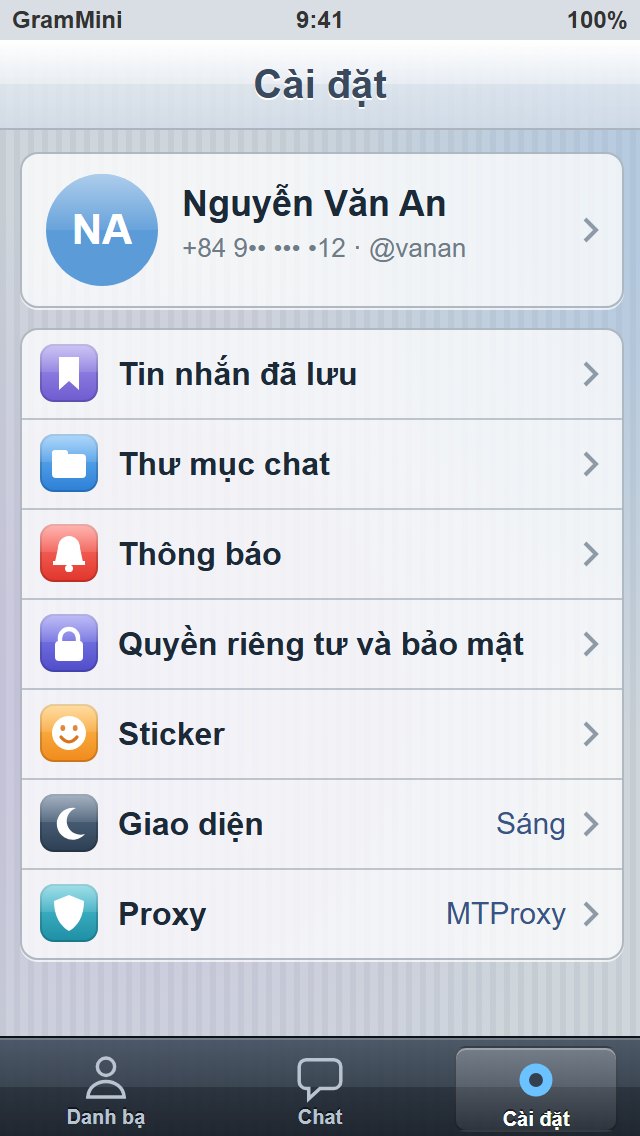 GramMini 9:41 100%
Cài đặt
NA
Nguyễn Văn An
+84 9•• ••• •12 · @vanan
Tin nhắn đã lưu
Thư mục chat
Thông báo
Quyền riêng tư và bảo mật
Sticker
Giao diện Sáng
Proxy MTProxy
Danh bạ Chat Cài đặt